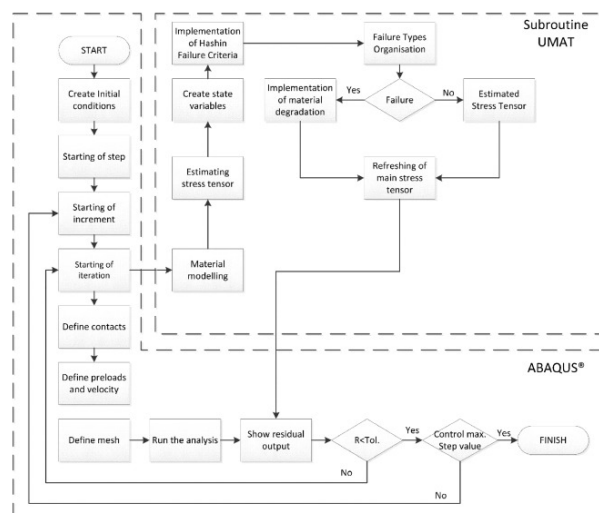 Subroutine
UMAT
START
Create Initial
conditions
Starting of step
Starting of
increment
Starting of
iteration
Define contacts
Define preloads
and velocity
Implementation
of Hashin
Failure Criteria
Create state
variables
Estimating
stress tensor
Material
modelling
Failure Types
Organisation
Implementation
of material
degradation
Yes
Failure
No
Estimated
Stress Tensor
Refreshing of
main stress
tensor
ABAQUS®
Define mesh
Run the analysis
Show residual
output
R<Tol.
Yes
Control max.
Step value
Yes
FINISH
No
No